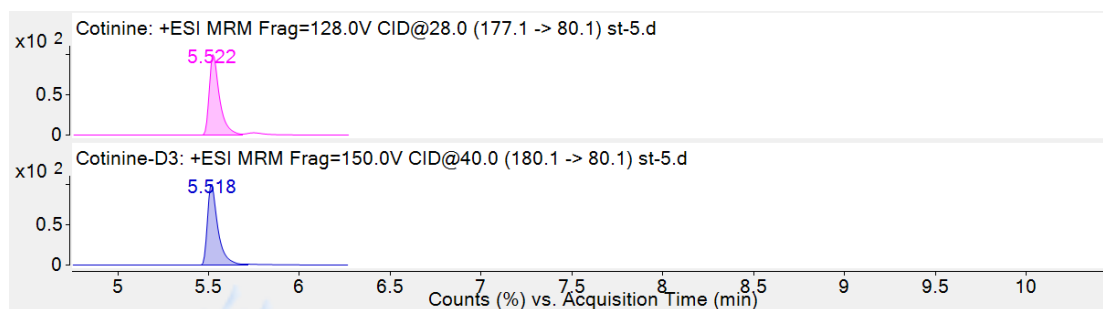 Cotinine: +ESI MRM Frag=128.0V CID@28.0 (177.1 -> 80.1) st-5.d
x10 2
5.522
0.5
0
Cotinine-D3: +ESI MRM Frag=150.0V CID@40.0 (180.1 -> 80.1) st-5.d
x10 2
5.518
0.5
0
5 5.5 6 6.5 7 7.5 8 8.5 9 9.5 10
Counts (%) vs. Acquisition Time (min)